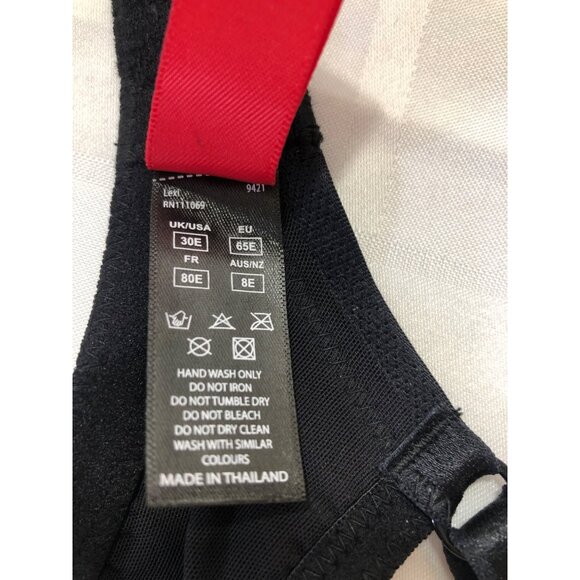 Lexi 9421
RN111069
UK/USA EU
30E 65E
FR AUS/NZ
80E 8E
HAND WASH ONLY
DO NOT IRON
DO NOT TUMBLE DRY
DO NOT BLEACH
DO NOT DRY CLEAN
WASH WITH SIMILAR
COLOURS
MADE IN THAILAND